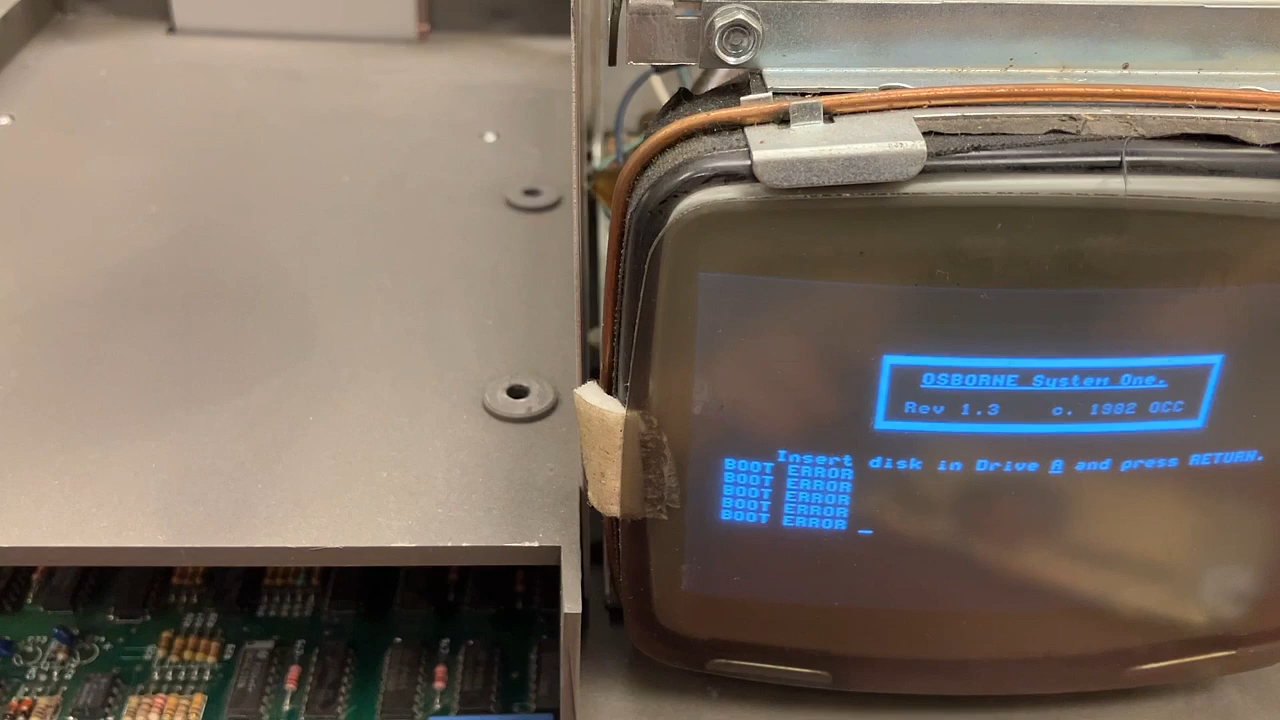 OSBORNE System One.
Rev 1.3 c. 1982 OCC
Insert disk in Drive A and press RETURN.
BOOT ERROR
BOOT ERROR
BOOT ERROR
BOOT ERROR
BOOT ERROR _